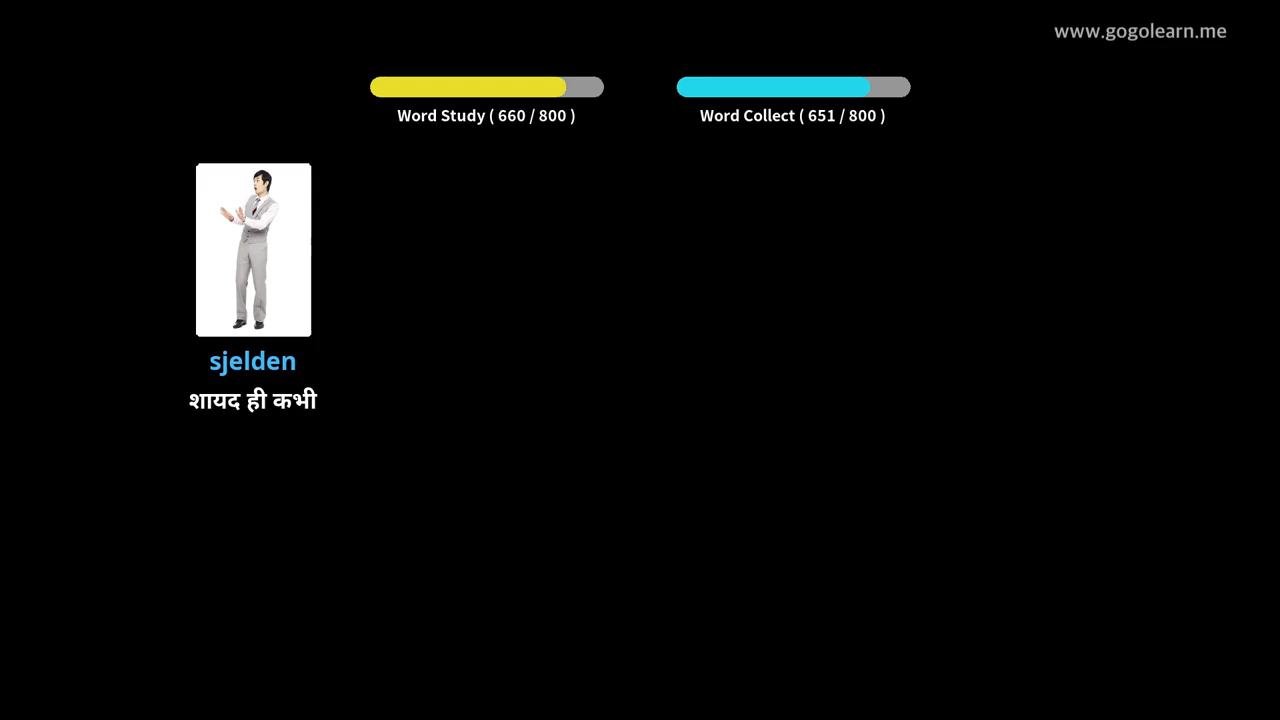 www.gogolearn.me
Word Study ( 660 / 800 )
Word Collect ( 651 / 800 )
sjelden
शायद ही कभी